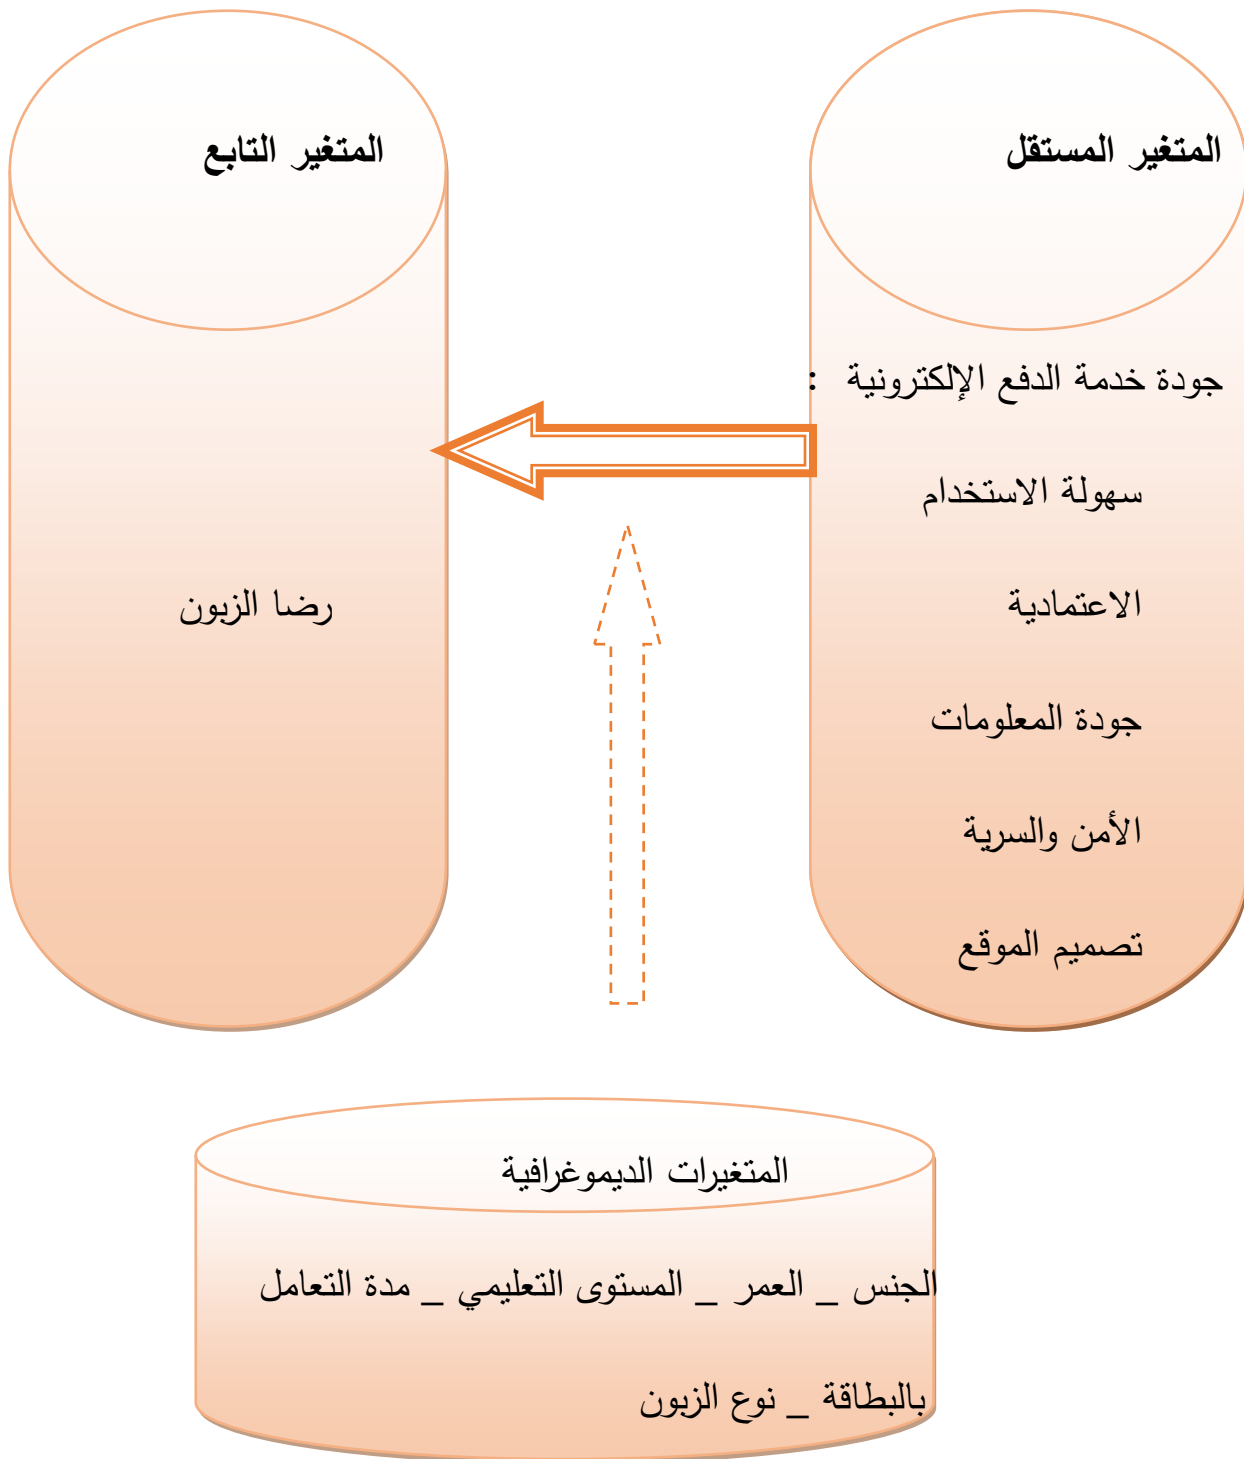 المتغير المستقل
جودة خدمة الدفع الإلكترونية :
سهولة الاستخدام
الاعتمادية
جودة المعلومات
الأمن والسرية
تصميم الموقع
المتغير التابع
رضا الزبون
المتغيرات الديموغرافية
الجنس _ العمر _ المستوى التعليمي _ مدة التعامل
بالبطاقة _ نوع الزبون